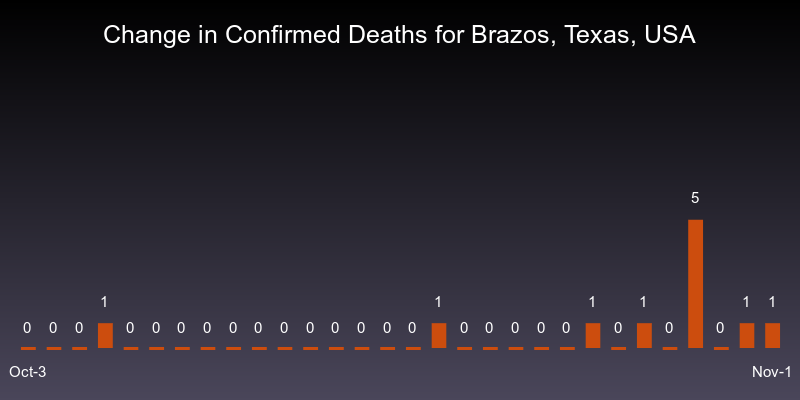 Change in Confirmed Deaths for Brazos, Texas, USA
5
1 1 1 1 1 1
0 0 0 0 0 0 0 0 0 0 0 0 0 0 0 0 0 0 0 0 0 0 0
Oct-3 Nov-1